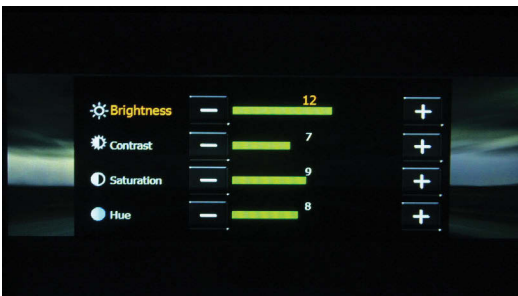 12
Brightness - +
7
Contrast - +
9
Saturation - +
8
Hue - +